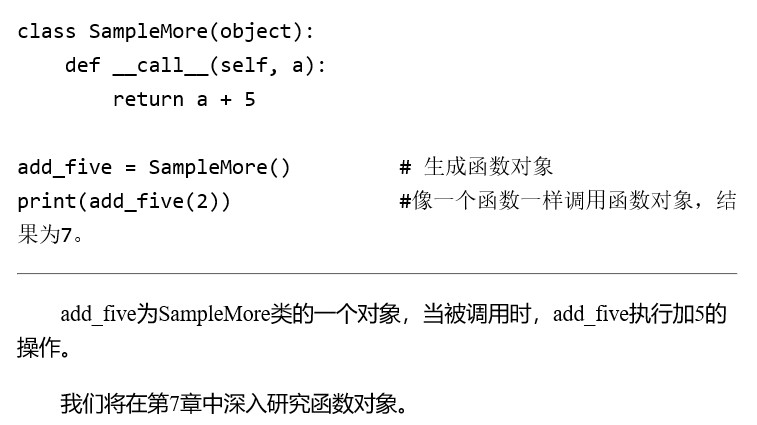 class SampleMore(object):
    def __call__(self, a):
        return a + 5
add_five = SampleMore()         # 生成函数对象
print(add_five(2))              #像一个函数一样调用函数对象，结
果为7。
add_five为SampleMore类的一个对象，当被调用时，add_five执行加5的
操作。
我们将在第7章中深入研究函数对象。